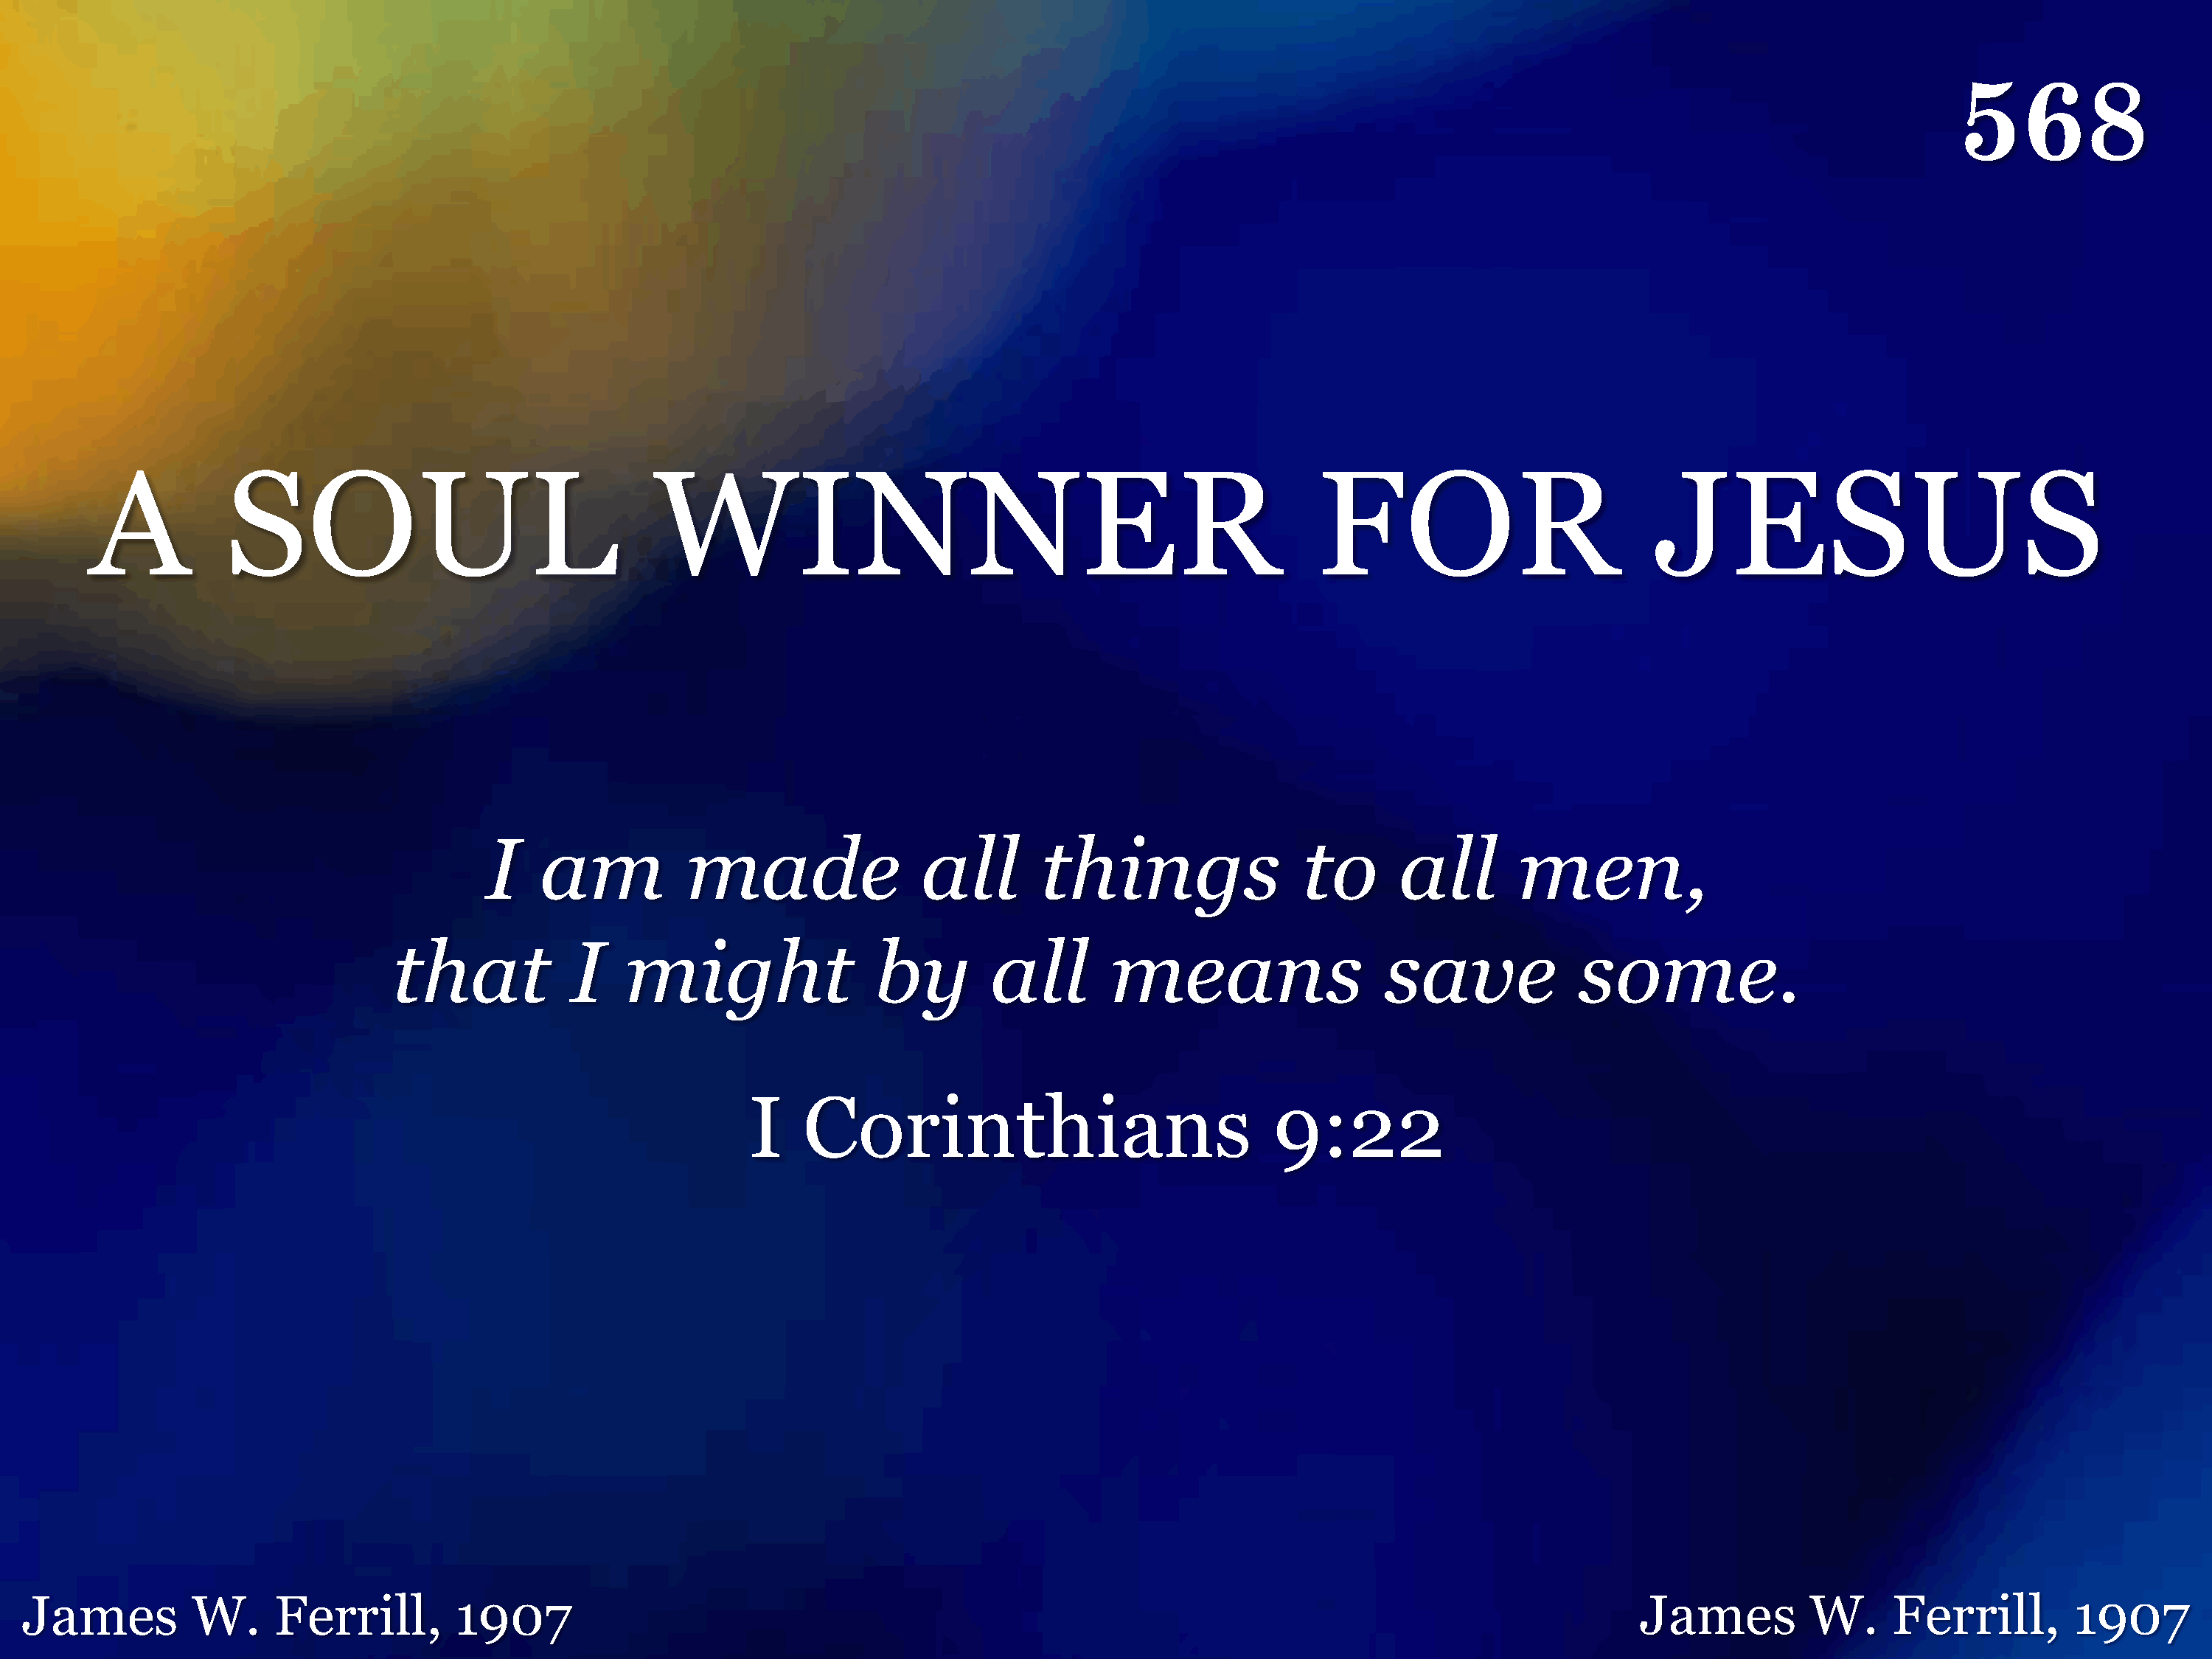 568
A SOUL WINNER FOR JESUS
I am made all things to all men,
that I might by all means save some.
I Corinthians 9:22
James W. Ferrill, 1907
James W. Ferrill, 1907